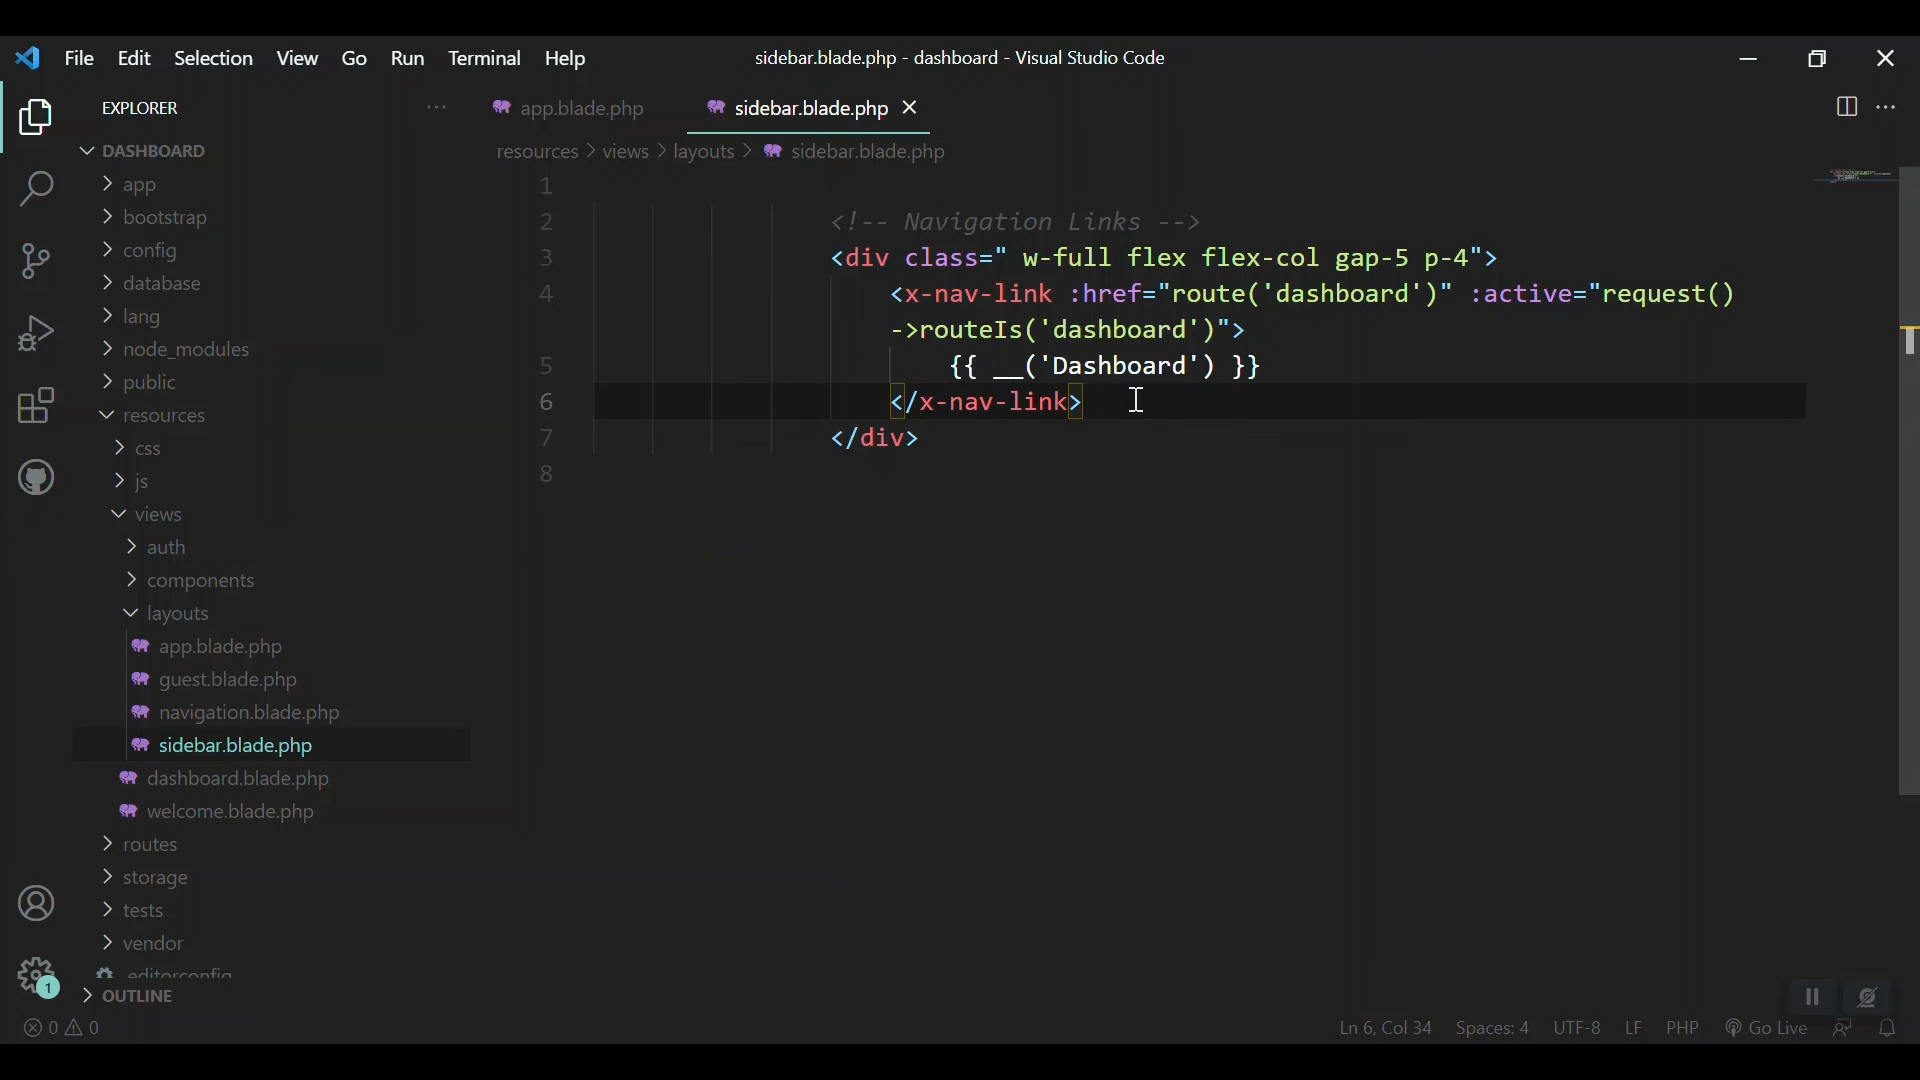 File Edit Selection View Go Run Terminal Help
sidebar.blade.php - dashboard - Visual Studio Code
EXPLORER
DASHBOARD
app
bootstrap
config
database
lang
node_modules
public
resources
css
js
views
auth
components
layouts
app.blade.php
guest.blade.php
navigation.blade.php
sidebar.blade.php
dashboard.blade.php
welcome.blade.php
routes
storage
tests
vendor
.editorconfig
OUTLINE
1
app.blade.php
sidebar.blade.php
resources > views > layouts > sidebar.blade.php
1
2 <!-- Navigation Links -->
3 <div class=" w-full flex flex-col gap-5 p-4">
4 <x-nav-link :href="route('dashboard')" :active="request()
->routeIs('dashboard')">
5 {{ __('Dashboard') }}
6 </x-nav-link>
7 </div>
8
0 0
Ln 6, Col 34 Spaces: 4 UTF-8 LF PHP Go Live